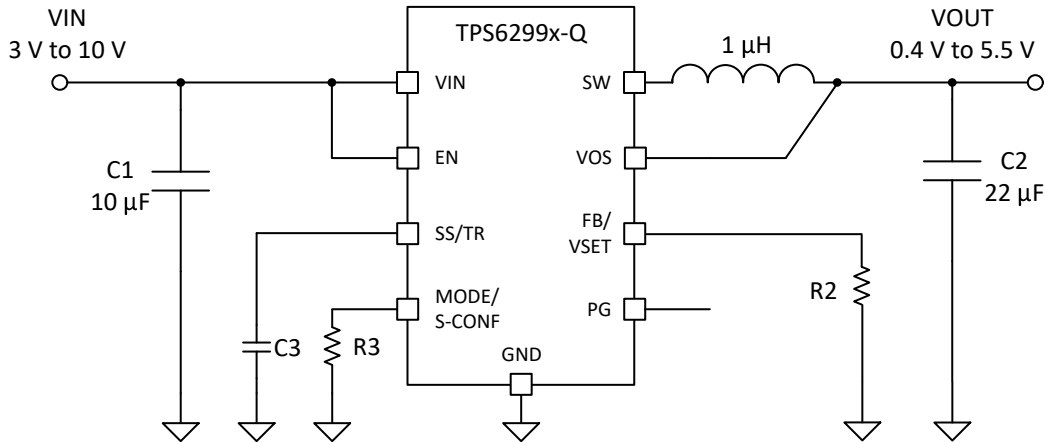 VIN
3 V to 10 V
TPS6299x-Q
1 µH
VOUT
0.4 V to 5.5 V
VIN
SW
EN
VOS
C1
10 µF
C2
22 µF
SS/TR
FB/
VSET
R2
MODE/
S-CONF
PG
C3
R3
GND